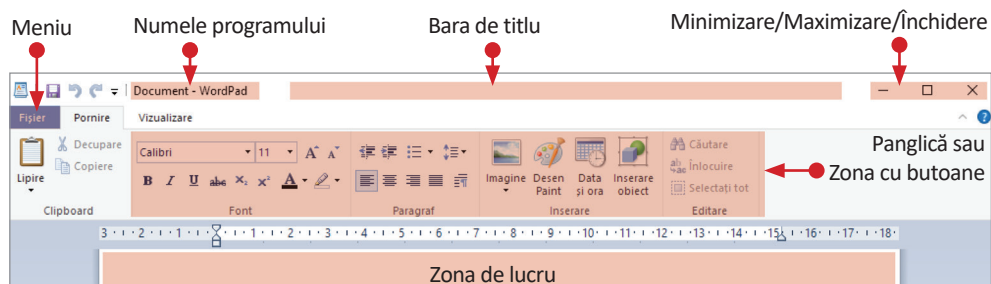 Meniu Numele programului Bara de titlu Minimizare/Maximizare/Închidere
Document - WordPad
Fișier Pornire Vizualizare
Lipire
Decupare
Copiere
Clipboard
Calibri 11 A A
B I U abc X₂ X² A
Font
Paragraf
Imagine
Desen Paint
Data și ora
Inserare obiect
Inserare
Căutare
Înlocuire
Selectați tot
Editare
Panglică sau
Zona cu butoane
3 2 1 1 2 3 4 5 6 7 8 9 10 11 12 13 14 15 16 17 18
Zona de lucru